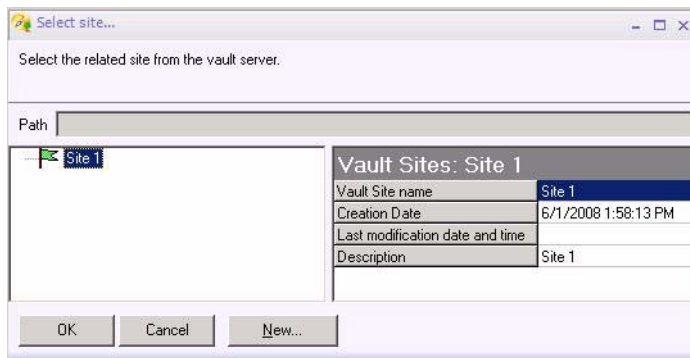 Select site...
Select the related site from the vault server.
Path
Site 1
Vault Sites: Site 1
Vault Site name Site 1
Creation Date 6/1/2008 1:58:13 PM
Last modification date and time
Description Site 1
OK Cancel New...